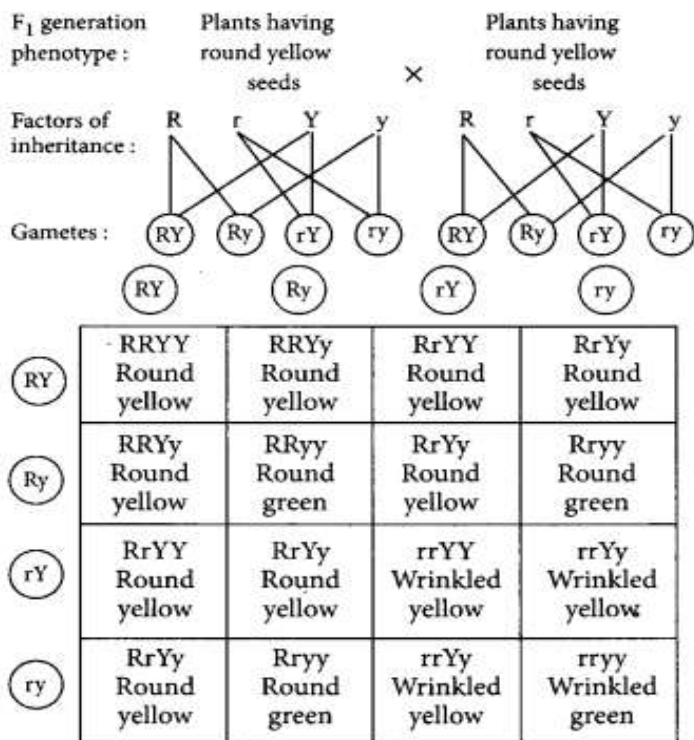 F1 generation Plants having Plants having
phenotype : round yellow round yellow
seeds × seeds
Factors of R r Y y R r Y y
inheritance :
Gametes : RY Ry rY ry RY Ry rY ry
RY Ry rY ry
RRYY RRYy RrYY RrYy
RY Round Round Round Round
yellow yellow yellow yellow
RRYy RRyy RrYy Rryy
Ry Round Round Round Round
yellow green yellow green
RrYY RrYy rrYY rrYy
rY Round Round Wrinkled Wrinkled
yellow yellow yellow yellow
RrYy Rryy rrYy rryy
ry Round Round Wrinkled Wrinkled
yellow green yellow green